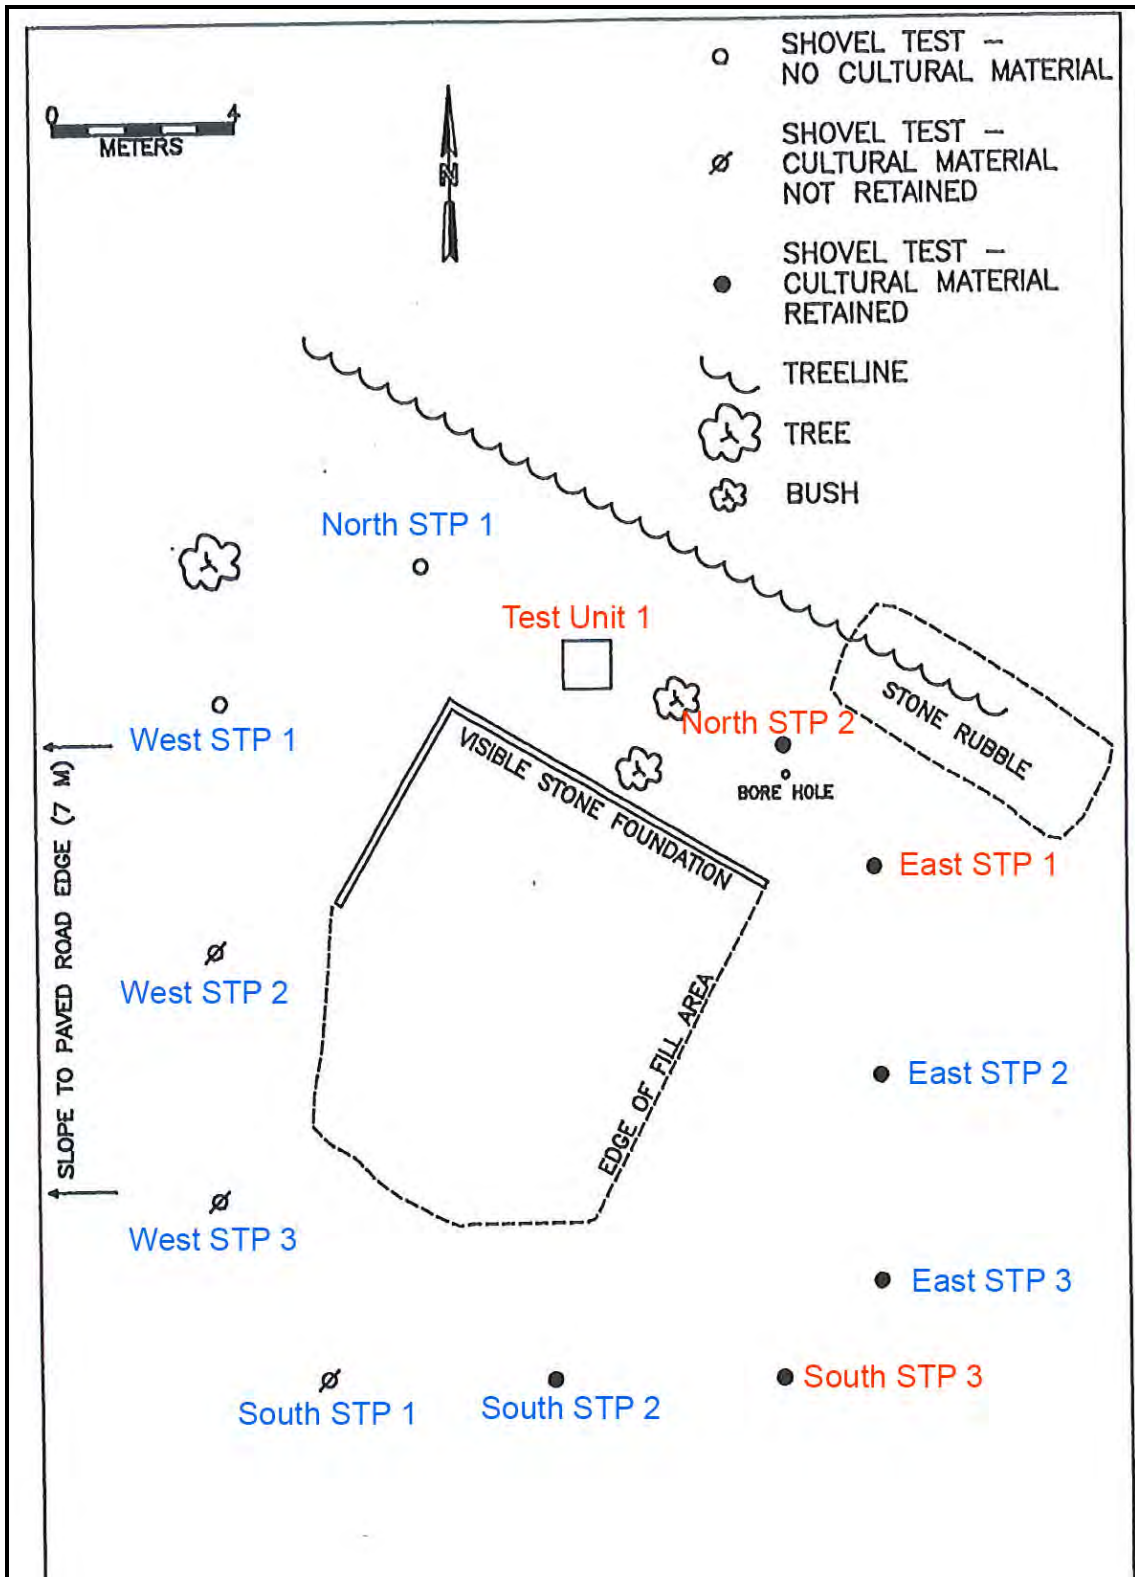 0 4
METERS
N
SHOVEL TEST –
NO CULTURAL MATERIAL
SHOVEL TEST –
CULTURAL MATERIAL
NOT RETAINED
SHOVEL TEST –
CULTURAL MATERIAL
RETAINED
TREELINE
TREE
BUSH
North STP 1
Test Unit 1
STONE RUBBLE
West STP 1
North STP 2
VISIBLE STONE FOUNDATION
BORE HOLE
East STP 1
SLOPE TO PAVED ROAD EDGE (7 M)
West STP 2
EDGE OF FILL AREA
East STP 2
West STP 3
East STP 3
South STP 1
South STP 2
South STP 3